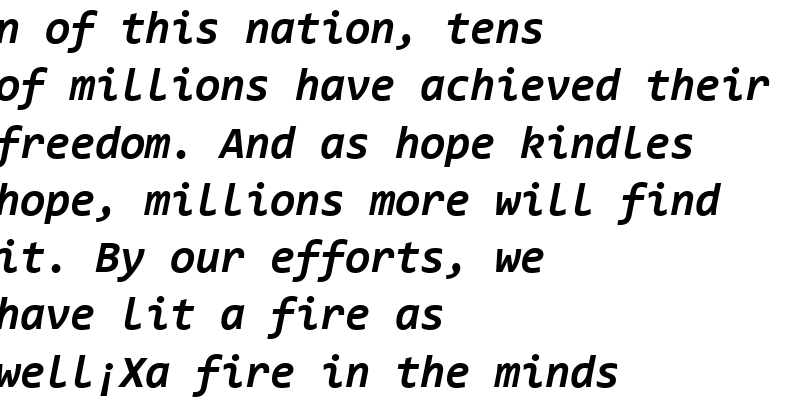 n of this nation, tens
of millions have achieved their
freedom. And as hope kindles
hope, millions more will find
it. By our efforts, we
have lit a fire as
well¡Xa fire in the minds